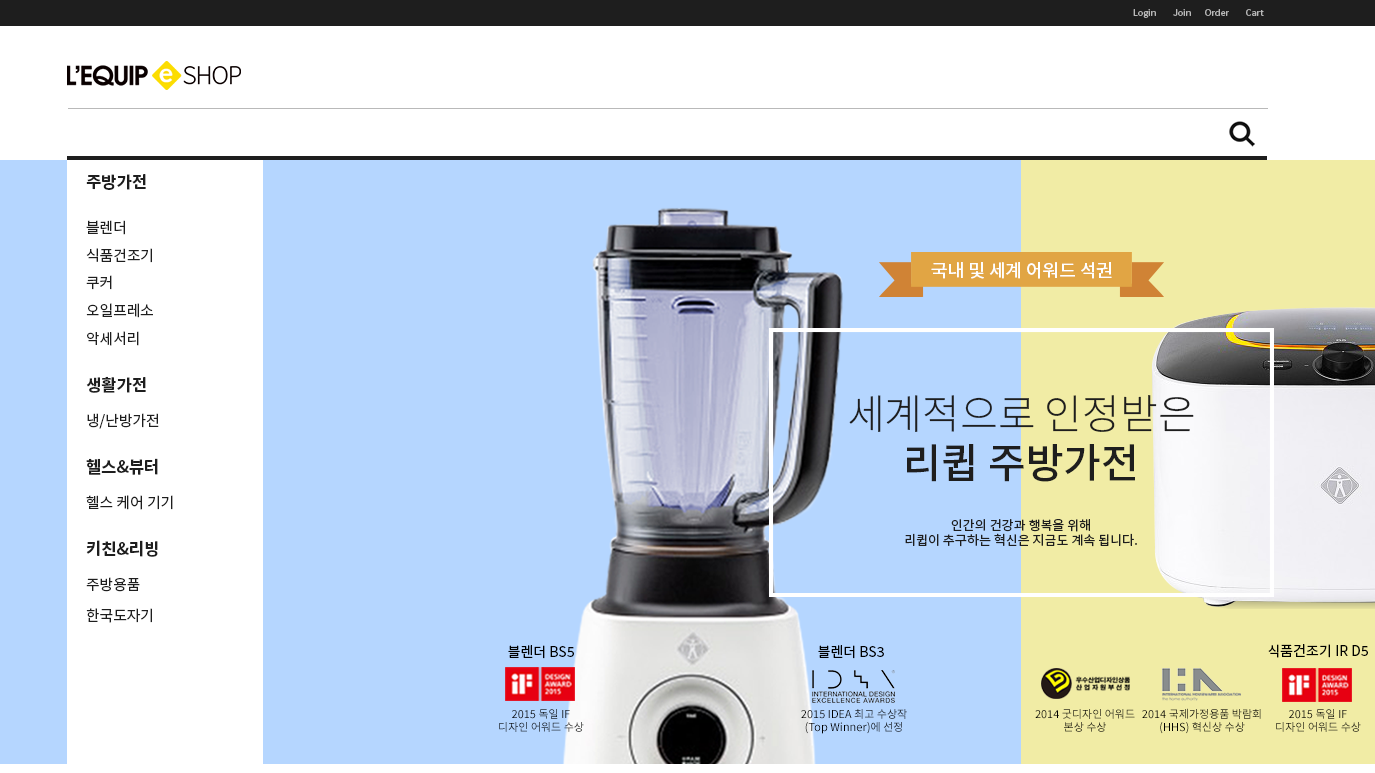 Login Join Order Cart
L'EQUIP e SHOP
주방가전
블렌더
식품건조기
쿠커
오일프레소
악세서리
생활가전
냉/난방가전
헬스&뷰터
헬스 케어 기기
키친&리빙
주방용품
한국도자기
국내 및 세계 어워드 석권
세계적으로 인정받은
리큅 주방가전
인간의 건강과 행복을 위해
리큅이 추구하는 혁신은 지금도 계속 됩니다.
블렌더 BS5
iF DESIGN AWARD 2015
2015 독일 IF
디자인 어워드 수상
블렌더 BS3
IDEA
INTERNATIONAL DESIGN
EXCELLENCE AWARDS
2015 IDEA 최고 수상작
(Top Winner)에 선정
우수산업디자인상품
산업자원부선정
2014 굿디자인 어워드
본상 수상
IHA
INTERNATIONAL HOUSEWARES ASSOCIATION
2014 국제가정용품 박람회
(HHS) 혁신상 수상
식품건조기 IR D5
iF DESIGN AWARD 2015
2015 독일 IF
디자인 어워드 수상